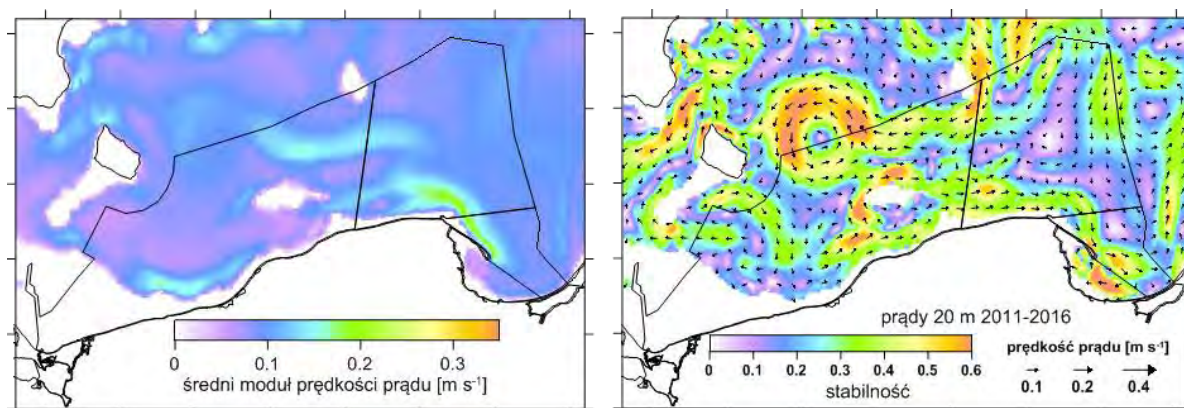 0 0.1 0.2 0.3
średni moduł prędkości prądu [m s⁻¹]
prądy 20 m 2011-2016
0 0.1 0.2 0.3 0.4 0.5 0.6
stabilność
prędkość prądu [m s⁻¹]
0.1 0.2 0.4